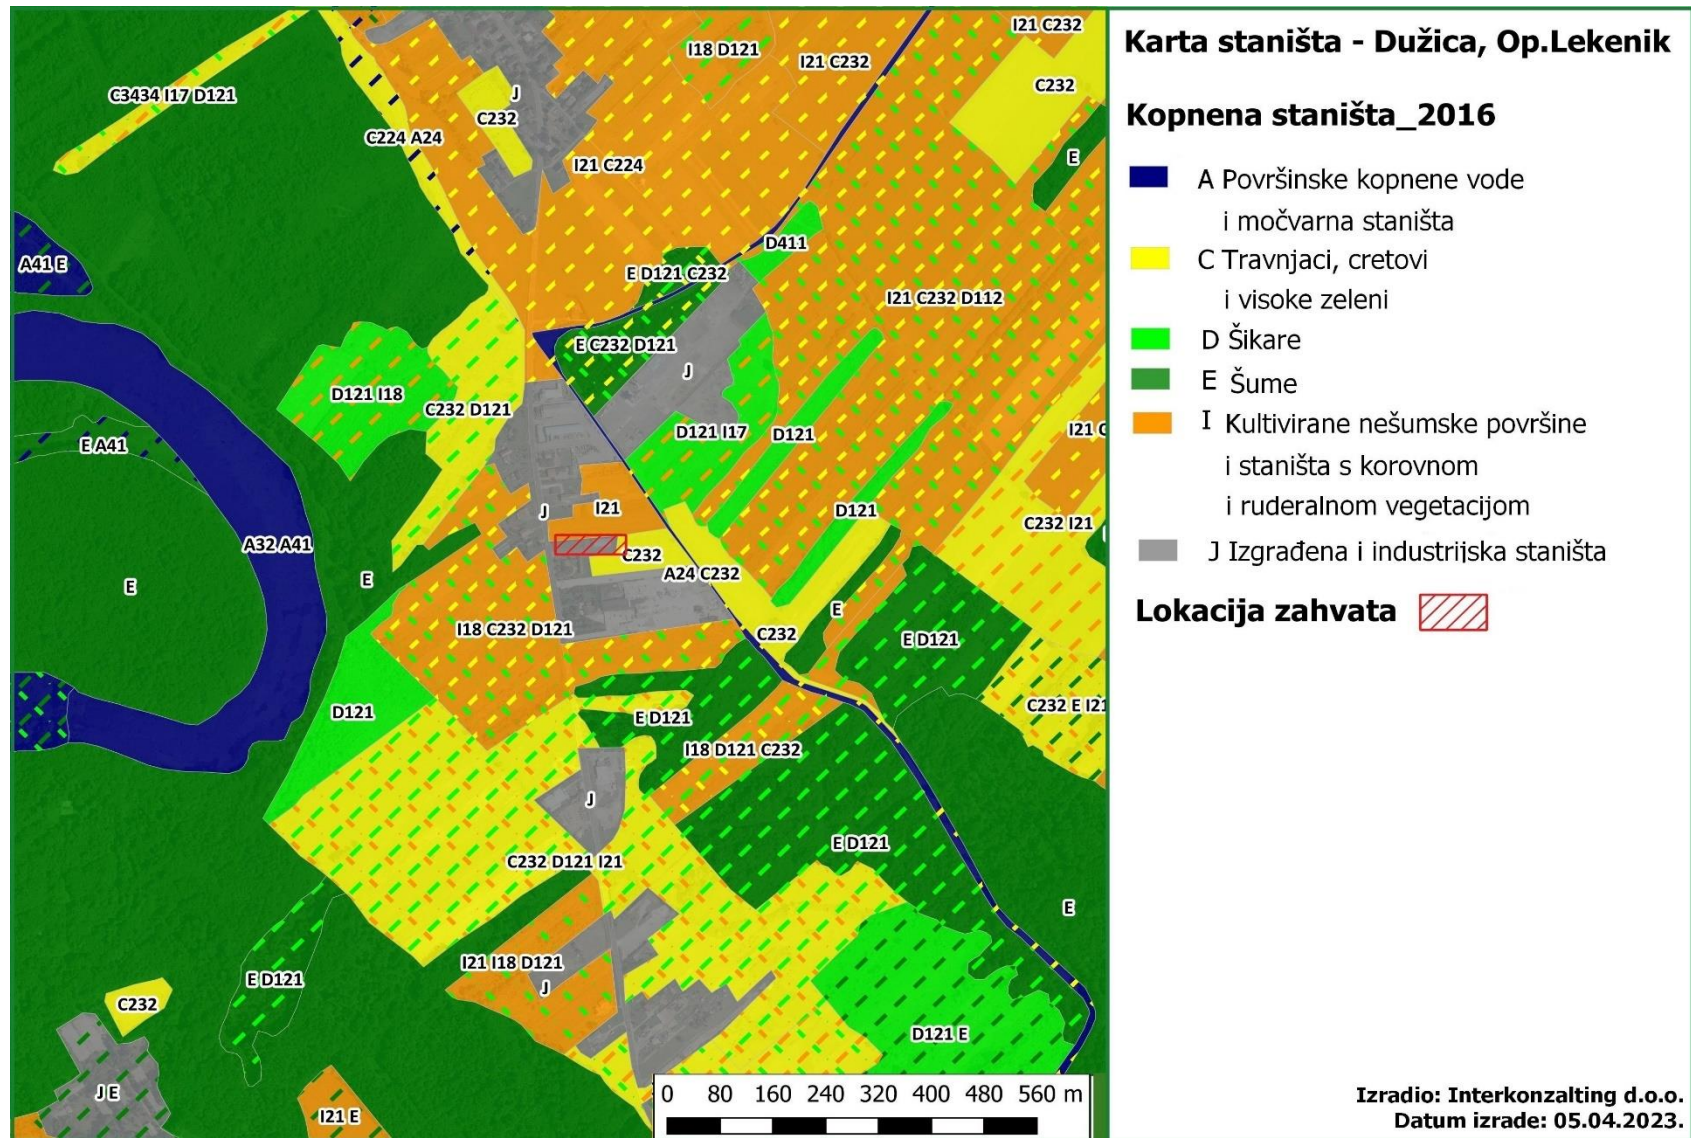 Karta staništa - Dužica, Op.Lekenik
Kopnena staništa_2016
A Površinske kopnene vode
i močvarna staništa
C Travnjaci, cretovi
i visoke zeleni
D Šikare
E Šume
I Kultivirane nešumske površine
i staništa s korovnom
i ruderalnom vegetacijom
J Izgrađena i industrijska staništa
Lokacija zahvata
I21 C232
I18 D121
I21 C232
C232
C3434 I17 D121
J
C232
C224 A24
I21 C224
E
D411
A41 E
E D121 C232
I21 C232 D112
E C232 D121
J
D121 I18
C232 D121
I21 C
E A41
D121 I17
D121
J
I21
D121
C232 I21
A32 A41
C232
A24 C232
E
E
E
I18 C232 D121
C232
E D121
D121
E D121
C232 E I21
I18 D121 C232
J
E D121
C232 D121 I21
E
I21 I18 D121
E D121
J
C232
D121 E
J E
I21 E
0 80 160 240 320 400 480 560 m
Izradio: Interkonzalting d.o.o.
Datum izrade: 05.04.2023.